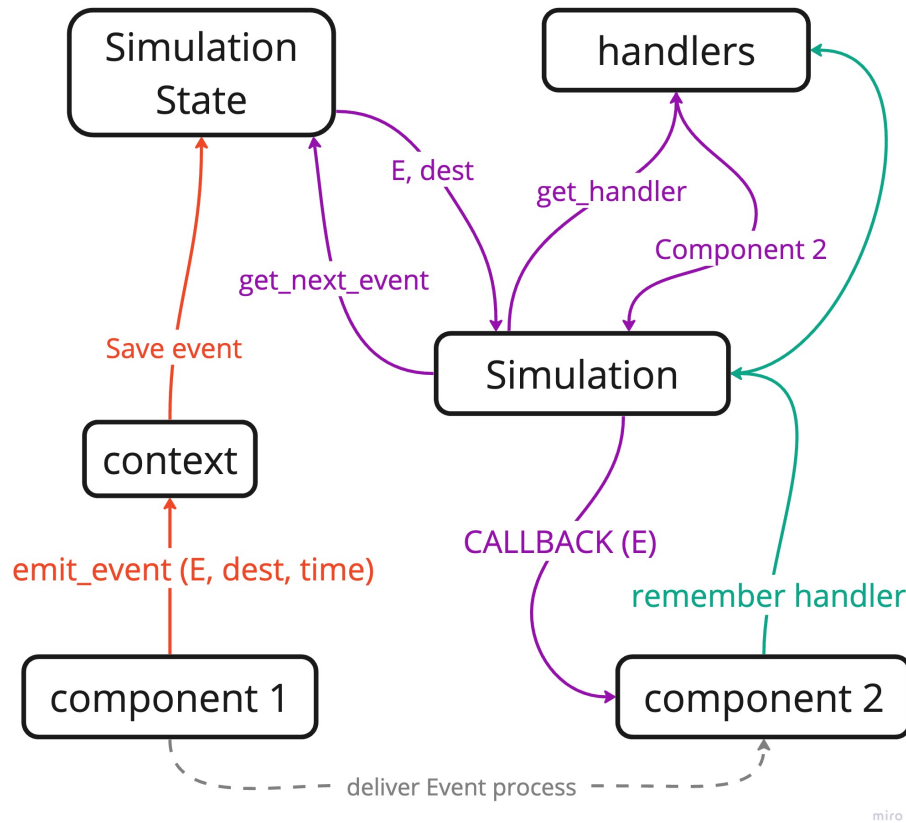 Simulation
State
handlers
E, dest
get_handler
Component 2
get_next_event
Save event
Simulation
context
CALLBACK (E)
emit_event (E, dest, time)
remember handler
component 1
component 2
deliver Event process
miro